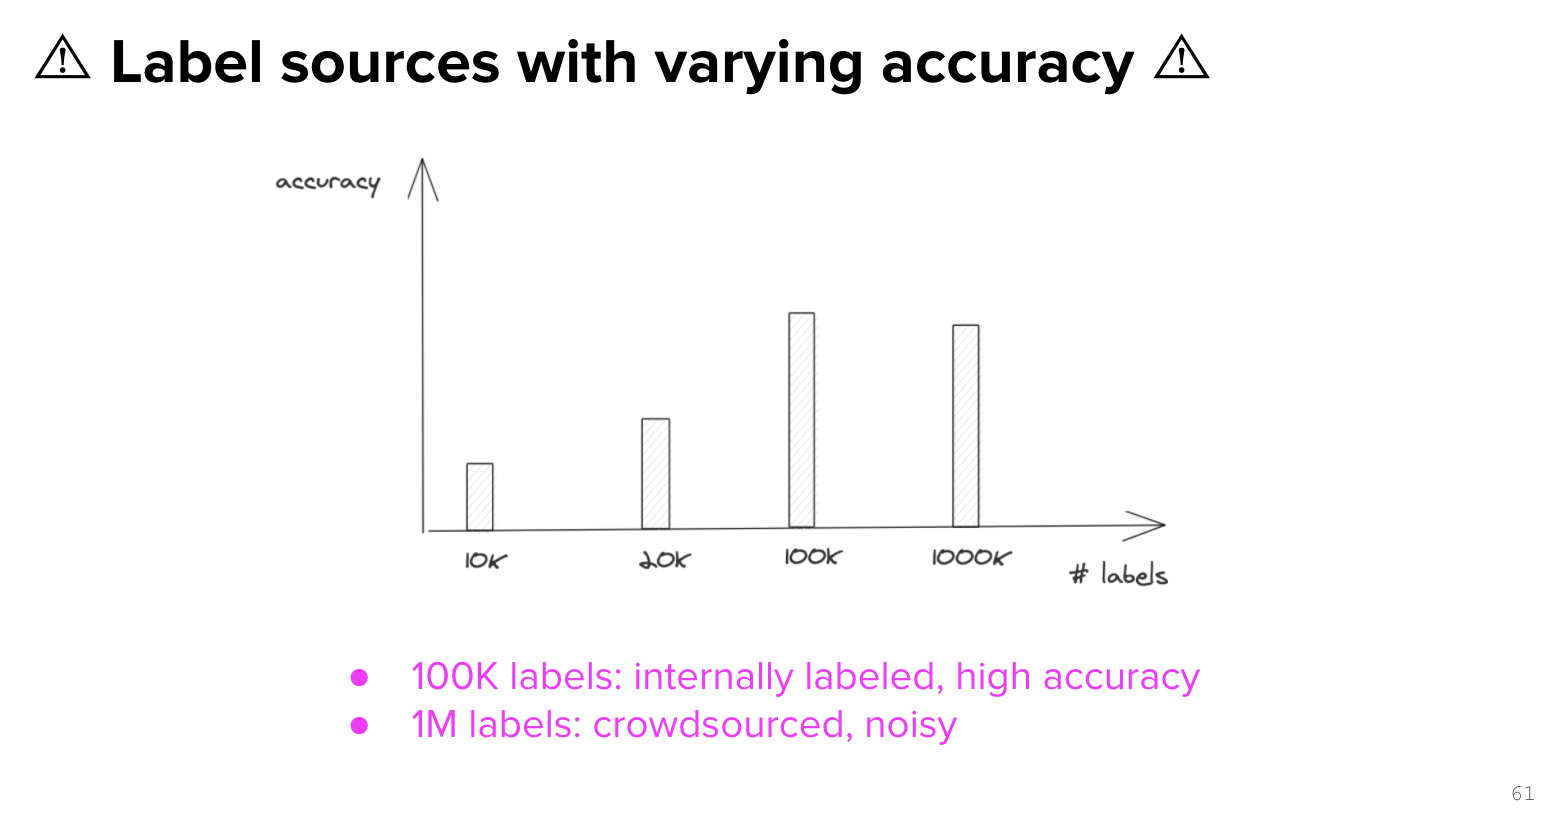 ⚠ Label sources with varying accuracy ⚠
accuracy
10K
20K
100K
1000K
# labels
● 100K labels: internally labeled, high accuracy
● 1M labels: crowdsourced, noisy
61